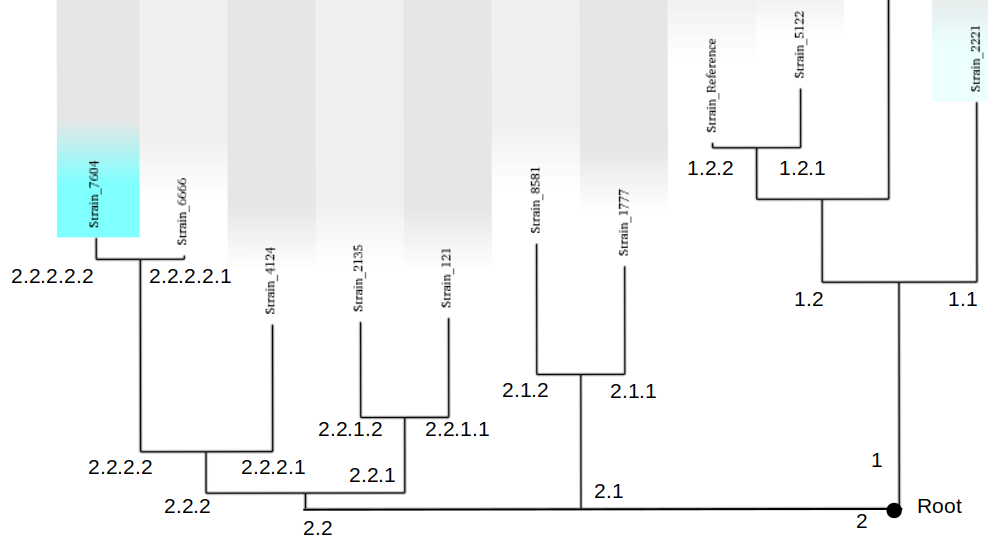 Strain_5122
Strain_2221
Strain_Reference
1.2.2
1.2.1
Strain_7604
Strain_6666
Strain_8581
Strain_1777
Strain_4124
Strain_2135
Strain_121
2.2.2.2.2
2.2.2.2.1
1.2
1.1
2.1.2
2.1.1
2.2.1.2
2.2.1.1
2.2.2.2
2.2.2.1
2.2.1
1
2.2.2
2.1
Root
2.2
2